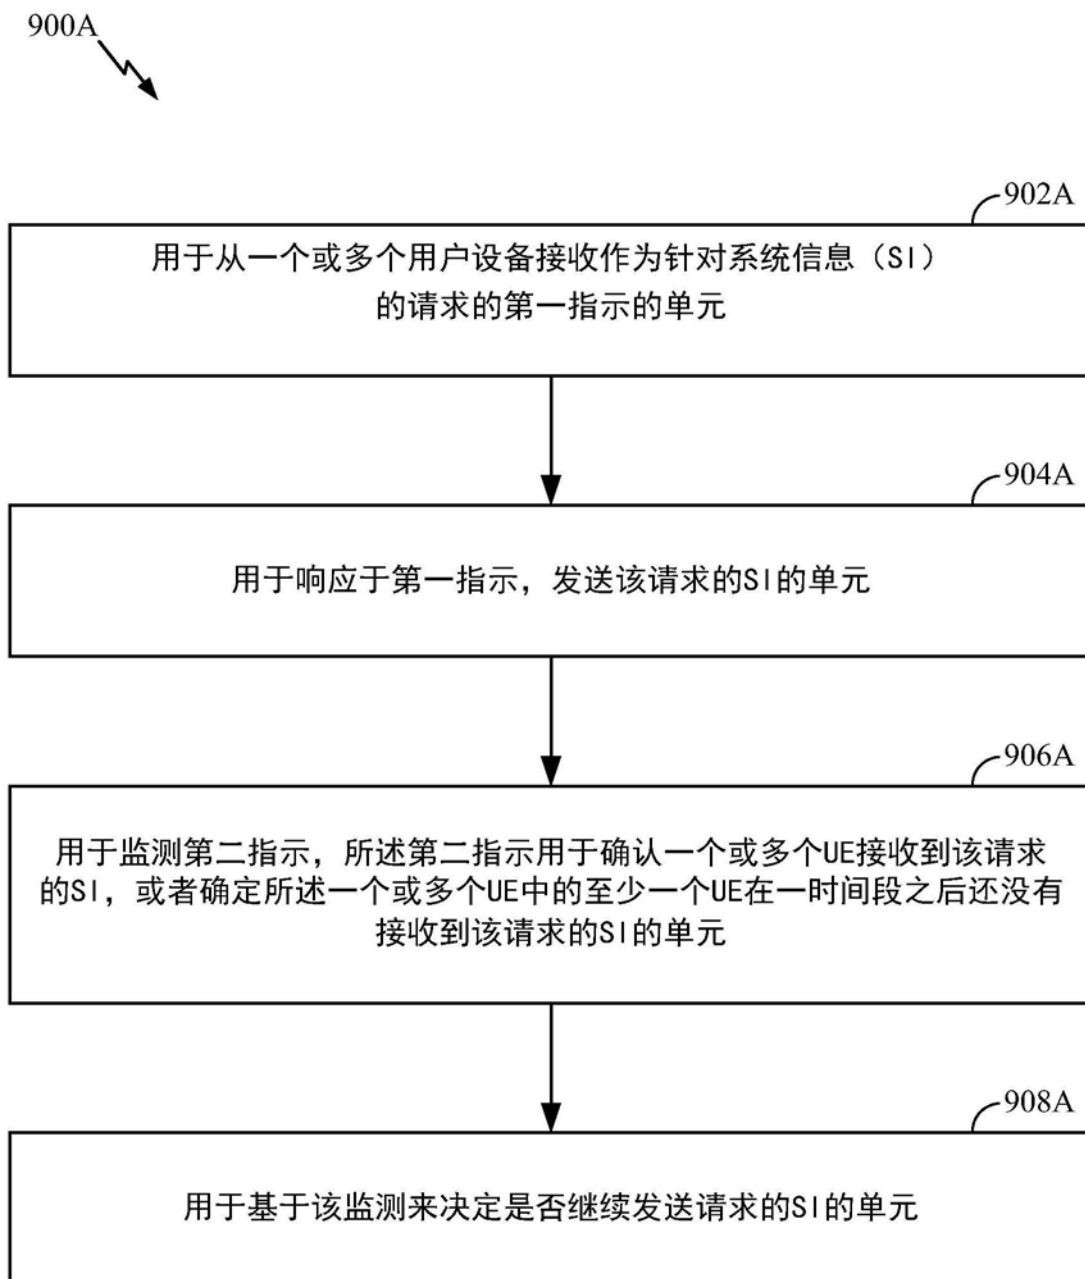 900A
902A
用于从一个或多个用户设备接收作为针对系统信息（SI）
的请求的第一指示的单元
904A
用于响应于第一指示，发送该请求的SI的单元
906A
用于监测第二指示，所述第二指示用于确认一个或多个UE接收到该请求
的SI，或者确定所述一个或多个UE中的至少一个UE在一时间段之后还没有
接收到该请求的SI的单元
908A
用于基于该监测来决定是否继续发送请求的SI的单元